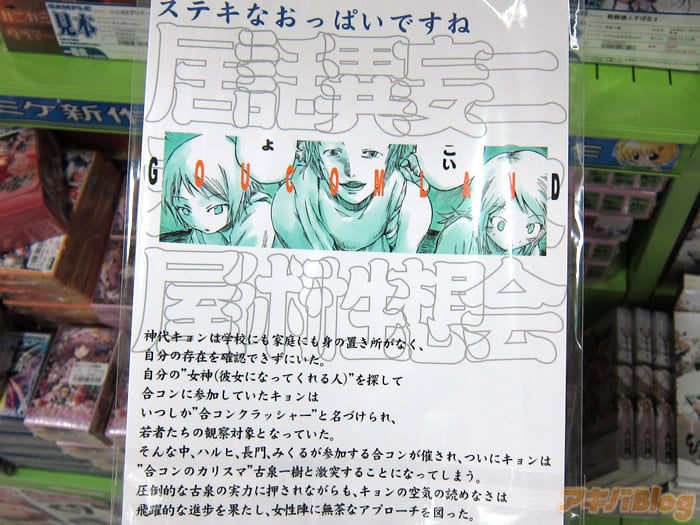 SAMPLE
見本
ステキなおっぱいですね
居話異妄二
ょ
こい
GOUCOMLAND
屋術性想会
神代キョンは学校にも家庭にも身の置き所がなく、
自分の存在を確認できずにいた。
自分の"女神(彼女になってくれる人)"を探して
合コンに参加していたキョンは
いつしか"合コンクラッシャー"と名づけられ、
若者たちの観察対象となっていた。
そんな中、ハルヒ、長門、みくるが参加する合コンが催され、ついにキョンは
"合コンのカリスマ"古泉一樹と激突することになってしまう。
圧倒的な古泉の実力に押されながらも、キョンの空気の読めなさは
飛躍的な進歩を果たし、女性陣に無茶なアプローチを図った。
アキバBlog